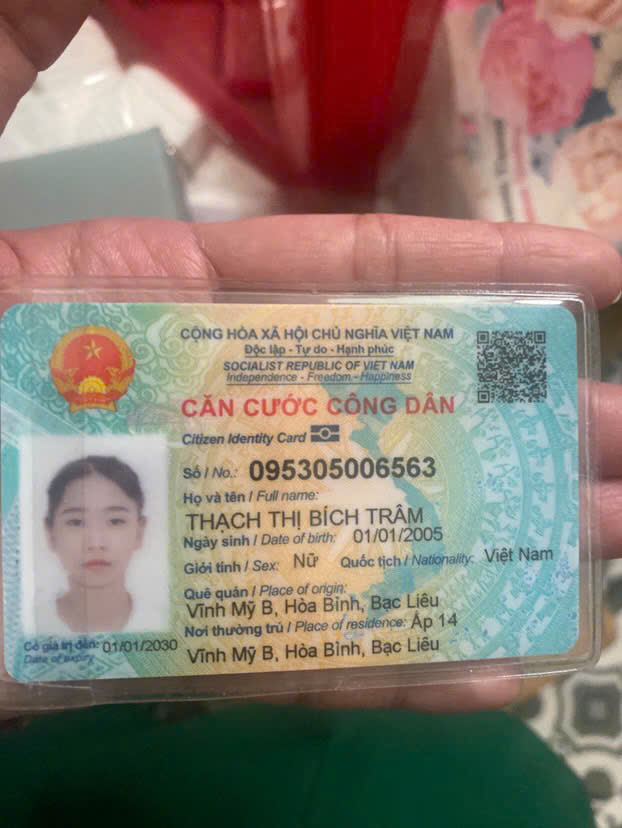 CỘNG HÒA XÃ HỘI CHỦ NGHĨA VIỆT NAM
Độc lập - Tự do - Hạnh phúc
SOCIALIST REPUBLIC OF VIET NAM
Independence - Freedom - Happiness
CĂN CƯỚC CÔNG DÂN
Citizen Identity Card
Số / No.: 095305006563
Họ và tên / Full name:
THẠCH THỊ BÍCH TRÂM
Ngày sinh / Date of birth: 01/01/2005
Giới tính / Sex: Nữ Quốc tịch / Nationality: Việt Nam
Quê quán / Place of origin:
Vĩnh Mỹ B, Hòa Bình, Bạc Liêu
Nơi thường trú / Place of residence: Ấp 14
Vĩnh Mỹ B, Hòa Bình, Bạc Liêu
Có giá trị đến: 01/01/2030
Date of expiry